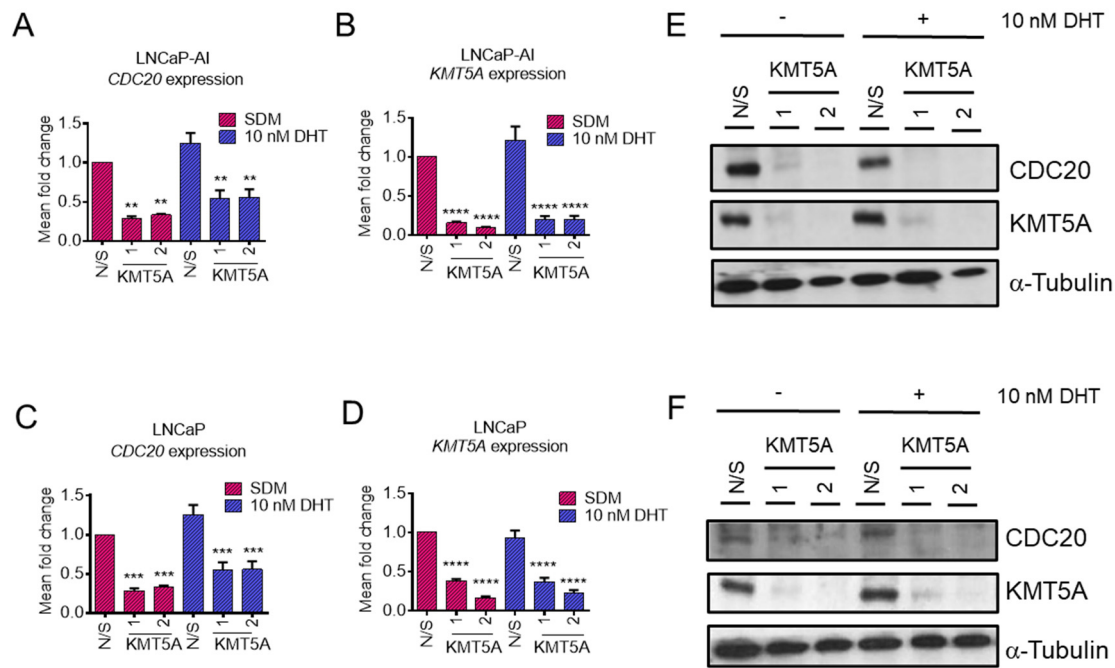 A
LNCaP-AI
CDC20 expression
SDM
10 nM DHT
Mean fold change
1.5
1.0
0.5
0.0
** ** ** **
N/S 1 2 N/S 1 2
KMT5A KMT5A
B
LNCaP-AI
KMT5A expression
SDM
10 nM DHT
Mean fold change
1.5
1.0
0.5
0.0
**** **** **** ****
N/S 1 2 N/S 1 2
KMT5A KMT5A
E
- + 10 nM DHT
KMT5A KMT5A
N/S 1 2 N/S 1 2
CDC20
KMT5A
α-Tubulin
C
LNCaP
CDC20 expression
SDM
10 nM DHT
Mean fold change
1.5
1.0
0.5
0.0
*** *** *** ***
N/S 1 2 N/S 1 2
KMT5A KMT5A
D
LNCaP
KMT5A expression
SDM
10 nM DHT
Mean fold change
1.5
1.0
0.5
0.0
**** **** **** ****
N/S 1 2 N/S 1 2
KMT5A KMT5A
F
- + 10 nM DHT
KMT5A KMT5A
N/S 1 2 N/S 1 2
CDC20
KMT5A
α-Tubulin